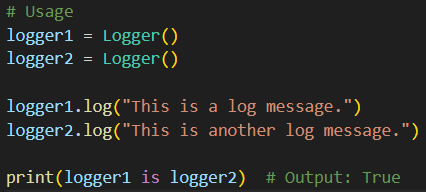 # Usage
logger1 = Logger()
logger2 = Logger()
logger1.log("This is a log message.")
logger2.log("This is another log message.")
print(logger1 is logger2)  # Output: True